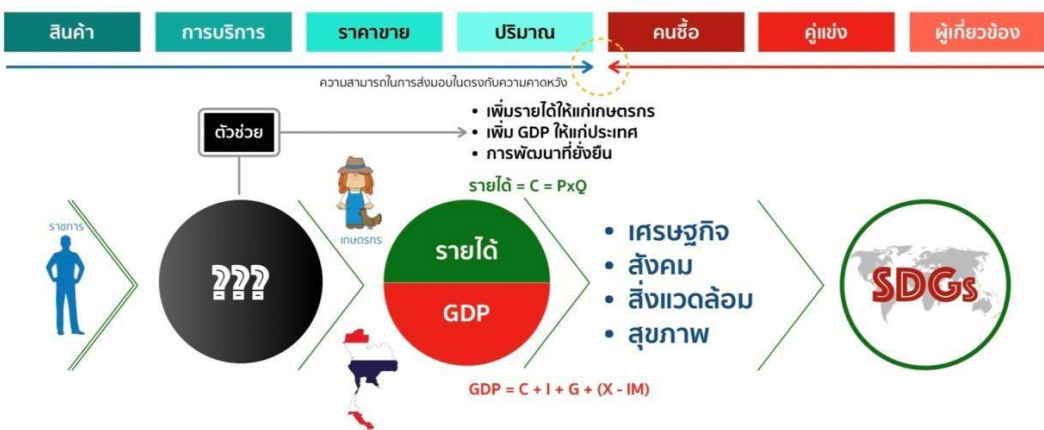 สินค้า
การบริการ
ราคาขาย
ปริมาณ
คนซื้อ
คู่แข่ง
ผู้เกี่ยวข้อง
ความสามารถในการส่งมอบในตรงกับความคาดหวัง
• เพิ่มรายได้ให้แก่เกษตรกร
• เพิ่ม GDP ให้แก่ประเทศ
• การพัฒนาที่ยั่งยืน
ตัวช่วย
รายได้ = C = PxQ
ราชการ
???
เกษตรกร
รายได้
GDP
• เศรษฐกิจ
• สังคม
• สิ่งแวดล้อม
• สุขภาพ
SDGs
GDP = C + I + G + (X - IM)